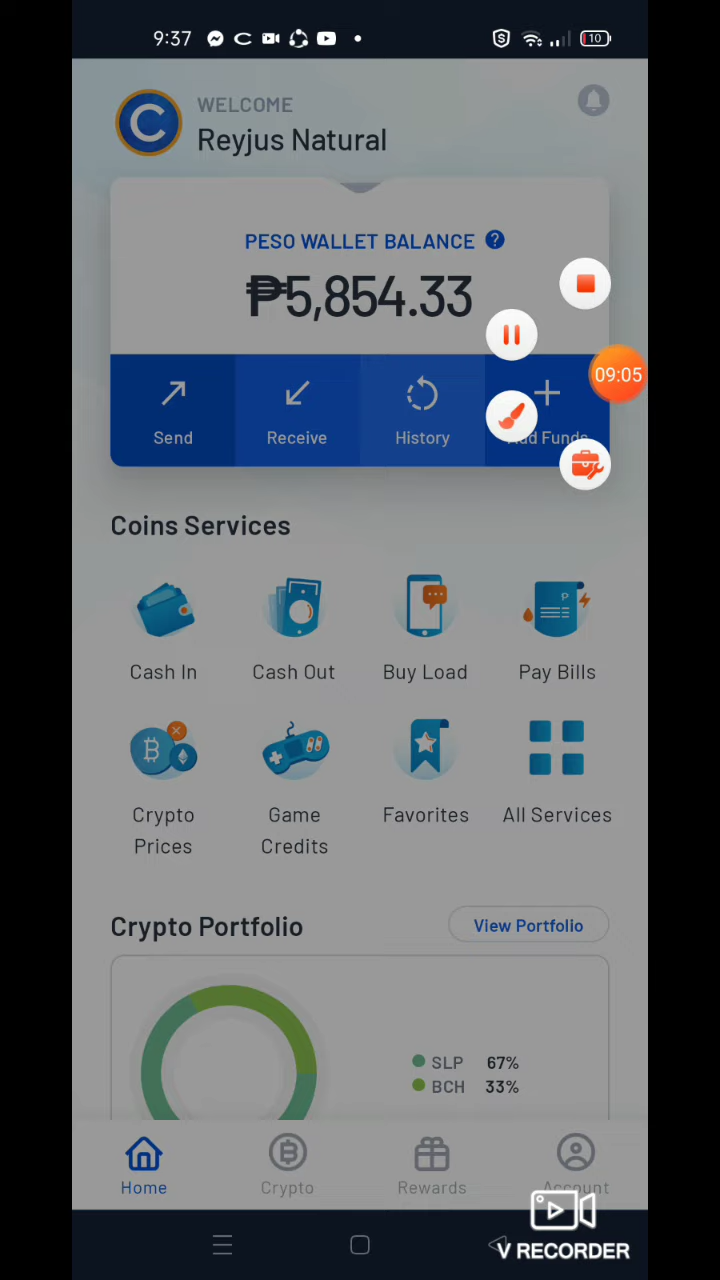 9:37
10
WELCOME
Reyjus Natural
PESO WALLET BALANCE ?
₱5,854.33
09:05
Send
Receive
History
Add Funds
Coins Services
Cash In
Cash Out
Buy Load
Pay Bills
Crypto Prices
Game Credits
Favorites
All Services
Crypto Portfolio
View Portfolio
SLP 67%
BCH 33%
Home
Crypto
Rewards
Account
V RECORDER